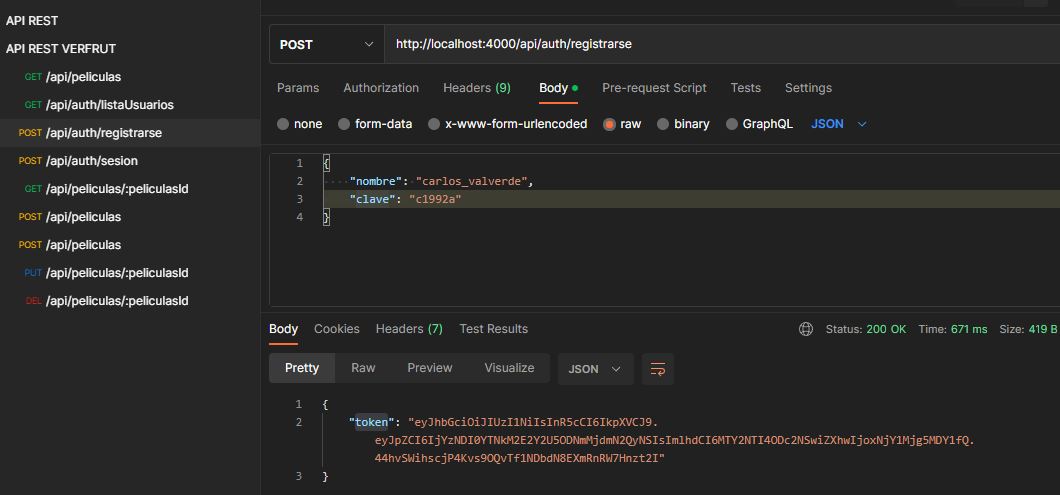 API REST
API REST VERFRUT
GET /api/peliculas
GET /api/auth/listaUsuarios
POST /api/auth/registrarse
POST /api/auth/sesion
GET /api/peliculas/:peliculasId
POST /api/peliculas
POST /api/peliculas
PUT /api/peliculas/:peliculasId
DEL /api/peliculas/:peliculasId
POST http://localhost:4000/api/auth/registrarse
Params Authorization Headers (9) Body Pre-request Script Tests Settings
none form-data x-www-form-urlencoded raw binary GraphQL JSON
1 {
2 "nombre": "carlos_valverde",
3 "clave": "c1992a"
4 }
Body Cookies Headers (7) Test Results Status: 200 OK Time: 671 ms Size: 419 B
Pretty Raw Preview Visualize JSON
1 {
2 "token": "eyJhbGciOiJIUzI1NiIsInR5cCI6IkpXVCJ9.
eyJpZCI6IjYzNDI0YTNkM2E2Y2U5ODNmMjdmN2QyNSIsImlhdCI6MTY2NTI4ODc2NSwiZXhwIjoxNjY1Mjg5MDY1fQ.
44hvSWihscjP4Kvs9OQvTf1NDbdN8EXmRnRW7Hnzt2I"
3 }